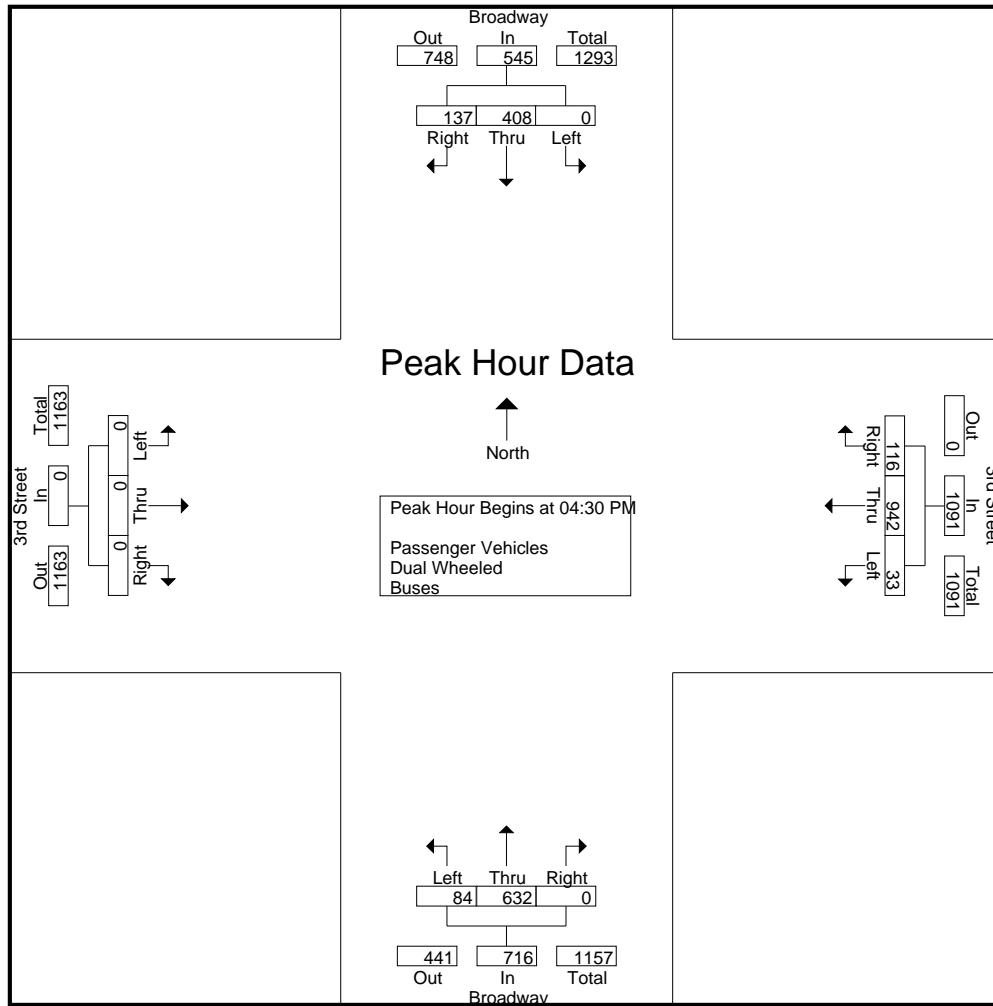 Broadway
Out In Total
748 545 1293
137 408 0
Right Thru Left
Peak Hour Data
North
Peak Hour Begins at 04:30 PM
Passenger Vehicles
Dual Wheeled
Buses
3rd Street
Out In Total
1163 0 1163
0 0 0
Right Thru Left
3rd Street
Out In Total
0 1091 1091
116 942 33
Right Thru Left
Left Thru Right
84 632 0
441 716 1157
Out In Total
Broadway